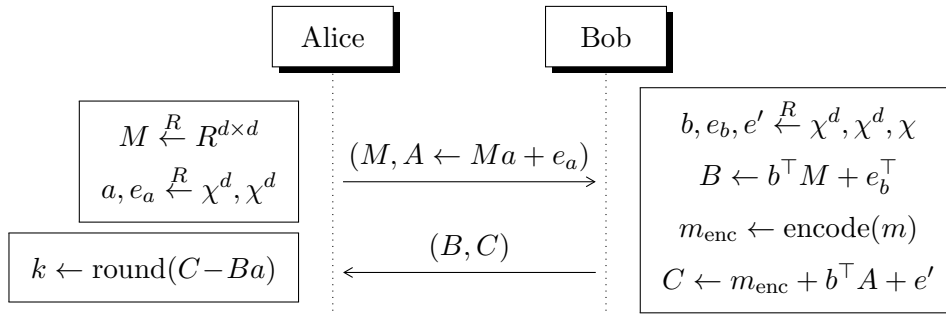 Alice
Bob
M ←R R^{d×d}
a, e_a ←R χ^d, χ^d
(M, A ← Ma + e_a)
b, e_b, e′ ←R χ^d, χ^d, χ
B ← b^⊤M + e_b^⊤
m_enc ← encode(m)
C ← m_enc + b^⊤A + e′
(B, C)
k ← round(C−Ba)